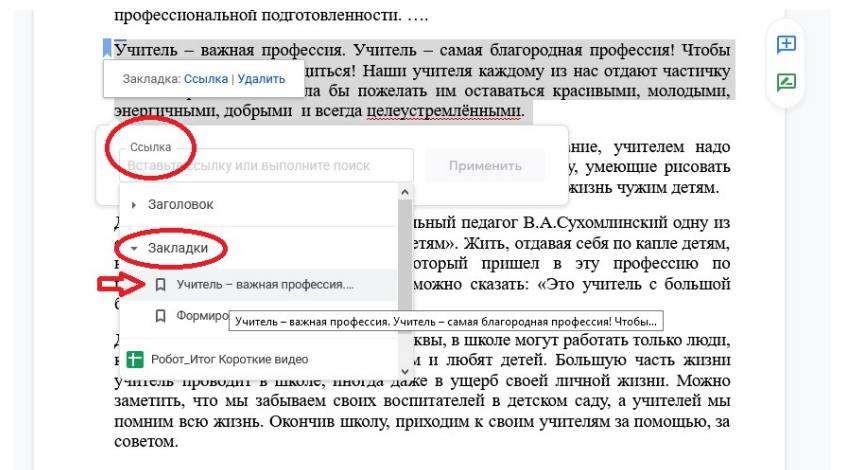 профессиональной подготовленности. ….
Учитель – важная профессия. Учитель – самая благородная профессия! Чтобы
Закладка: Ссылка | Удалить
диться! Наши учителя каждому из нас отдают частичку
ла бы пожелать им оставаться красивыми, молодыми,
энергичными, добрыми и всегда целеустремлёнными.
Ссылка
Вставьте ссылку или выполните поиск
Применить
ние, учителем надо
у, умеющие рисовать
жизнь чужим детям.
Заголовок
льный педагог В.А.Сухомлинский одну из
Закладки
етям». Жить, отдавая себя по капле детям,
оторый пришел в эту профессию по
Учитель – важная профессия....
можно сказать: «Это учитель с большой
Формиро
Учитель – важная профессия. Учитель – самая благородная профессия! Чтобы...
квы, в школе могут работать только люди,
Робот_Итог Короткие видео
м и любят детей. Большую часть жизни
учитель проводит в школе, иногда даже в ущерб своей личной жизни. Можно
заметить, что мы забываем своих воспитателей в детском саду, а учителей мы
помним всю жизнь. Окончив школу, приходим к своим учителям за помощью, за
советом.